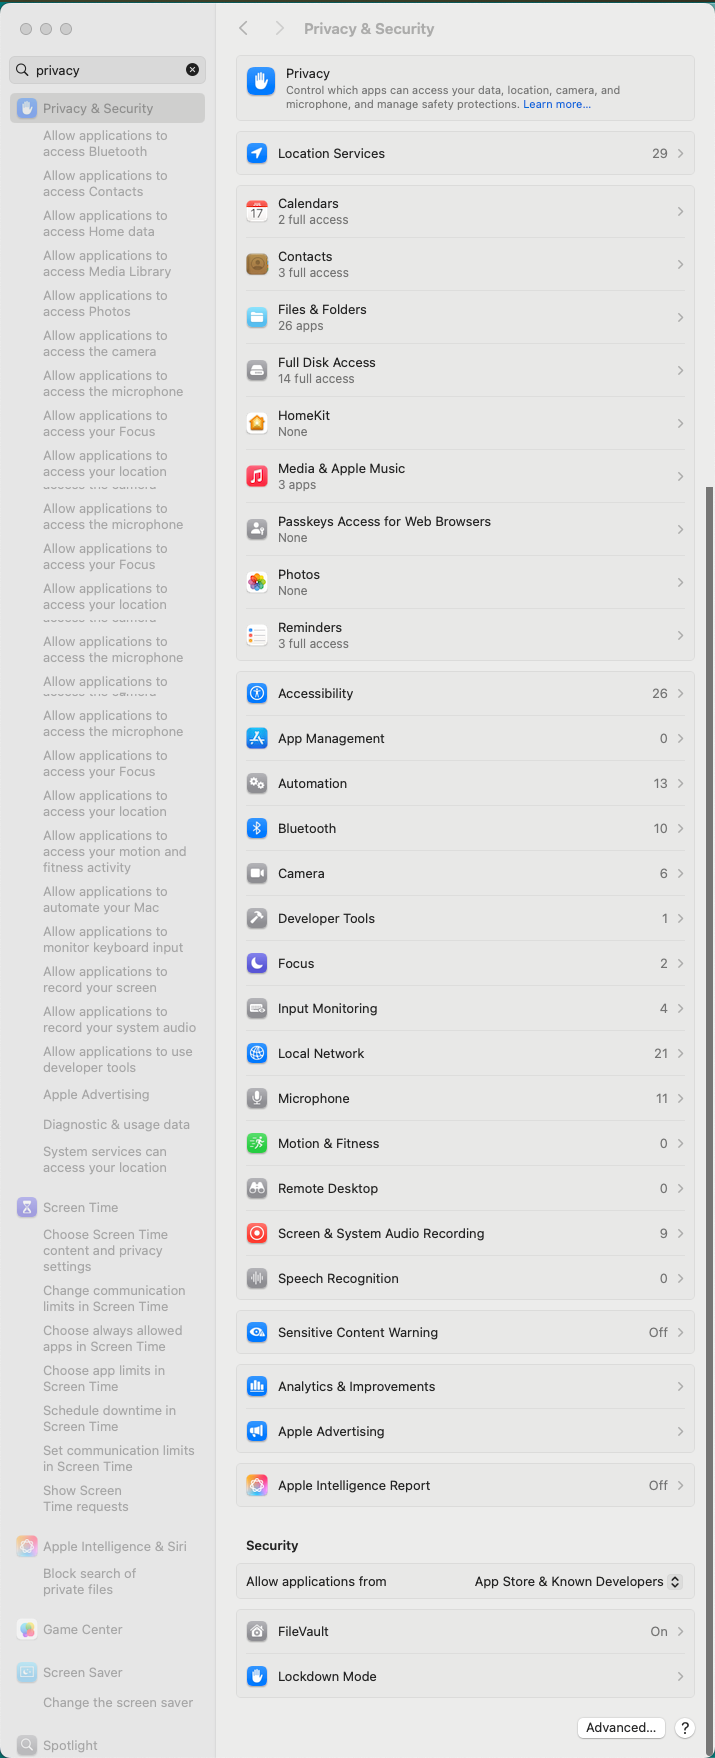 privacy
Privacy & Security
Allow applications to
access Bluetooth
Allow applications to
access Contacts
Allow applications to
access Home data
Allow applications to
access Media Library
Allow applications to
access Photos
Allow applications to
access the camera
Allow applications to
access the microphone
Allow applications to
access your Focus
Allow applications to
access your location
access the camera
Allow applications to
access the microphone
Allow applications to
access your Focus
Allow applications to
access your location
access the camera
Allow applications to
access the microphone
Allow applications to
access the camera
Allow applications to
access the microphone
Allow applications to
access your Focus
Allow applications to
access your location
Allow applications to
access your motion and
fitness activity
Allow applications to
automate your Mac
Allow applications to
monitor keyboard input
Allow applications to
record your screen
Allow applications to
record your system audio
Allow applications to use
developer tools
Apple Advertising
Diagnostic & usage data
System services can
access your location
Screen Time
Choose Screen Time
content and privacy
settings
Change communication
limits in Screen Time
Choose always allowed
apps in Screen Time
Choose app limits in
Screen Time
Schedule downtime in
Screen Time
Set communication limits
in Screen Time
Show Screen
Time requests
Apple Intelligence & Siri
Block search of
private files
Game Center
Screen Saver
Change the screen saver
Spotlight
Privacy & Security
Privacy
Control which apps can access your data, location, camera, and
microphone, and manage safety protections. Learn more...
Location Services 29
Calendars
2 full access
17
Contacts
3 full access
Files & Folders
26 apps
Full Disk Access
14 full access
HomeKit
None
Media & Apple Music
3 apps
Passkeys Access for Web Browsers
None
Photos
None
Reminders
3 full access
Accessibility 26
App Management 0
Automation 13
Bluetooth 10
Camera 6
Developer Tools 1
Focus 2
Input Monitoring 4
Local Network 21
Microphone 11
Motion & Fitness 0
Remote Desktop 0
Screen & System Audio Recording 9
Speech Recognition 0
Sensitive Content Warning Off
Analytics & Improvements
Apple Advertising
Apple Intelligence Report Off
Security
Allow applications from App Store & Known Developers
FileVault On
Lockdown Mode
Advanced... ?